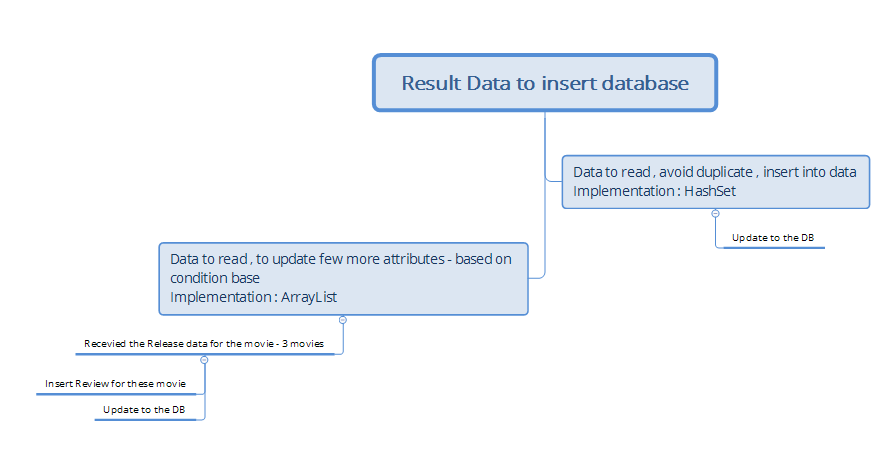 Result Data to insert database
Data to read , avoid duplicate , insert into data
Implementation : HashSet
Update to the DB
Data to read , to update few more attributes - based on
condition base
Implementation : ArrayList
Recevied the Release data for the movie - 3 movies
Insert Review for these movie
Update to the DB